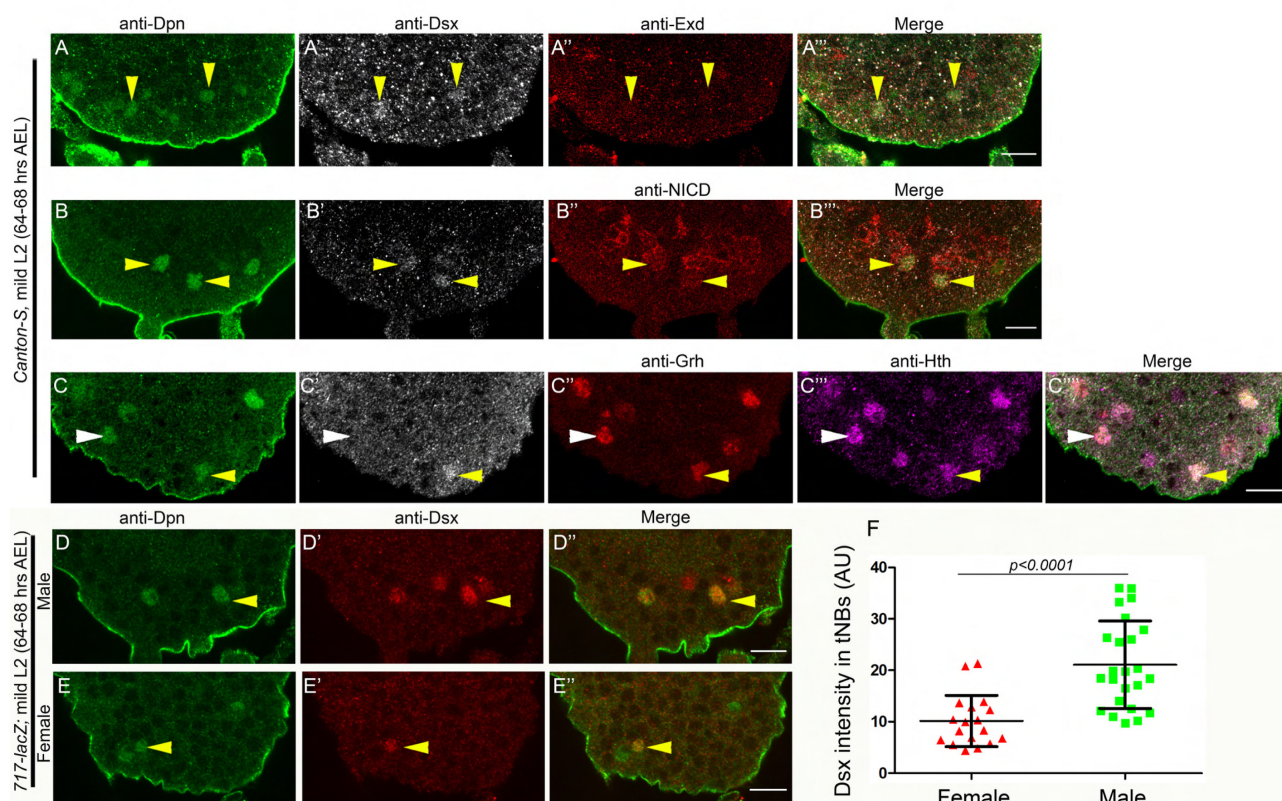 anti-Dpn anti-Dsx anti-Exd Merge
A A' A'' A'''
anti-NICD Merge
B B' B'' B'''
Canton-S, mild L2 (64-68 hrs AEL)
anti-Grh anti-Hth Merge
C C' C'' C''' C''''
anti-Dpn anti-Dsx Merge
717-lacZ; mild L2 (64-68 hrs AEL)
Male
D D' D''
Female
E E' E''
F
p<0.0001
Dsx intensity in tNBs (AU)
40
30
20
10
0
Female Male